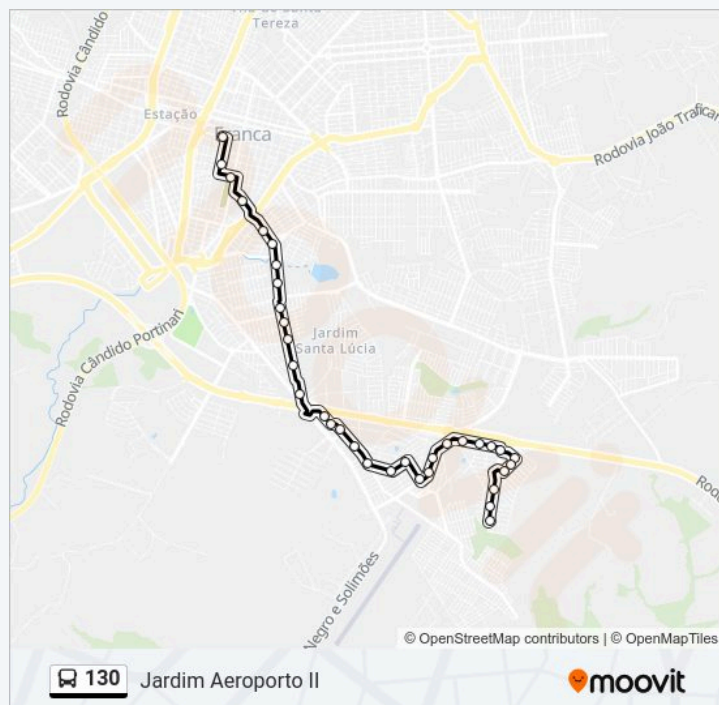 Tereza
Rodovia Cândido
Estação
Franca
Rodovia João Trafica
Rodovia Cândido Portinari
Jardim
Santa Lúcia
Rodo
Negro e Solimões
© OpenStreetMap contributors | © OpenMapTiles
130
Jardim Aeroporto II
moovit